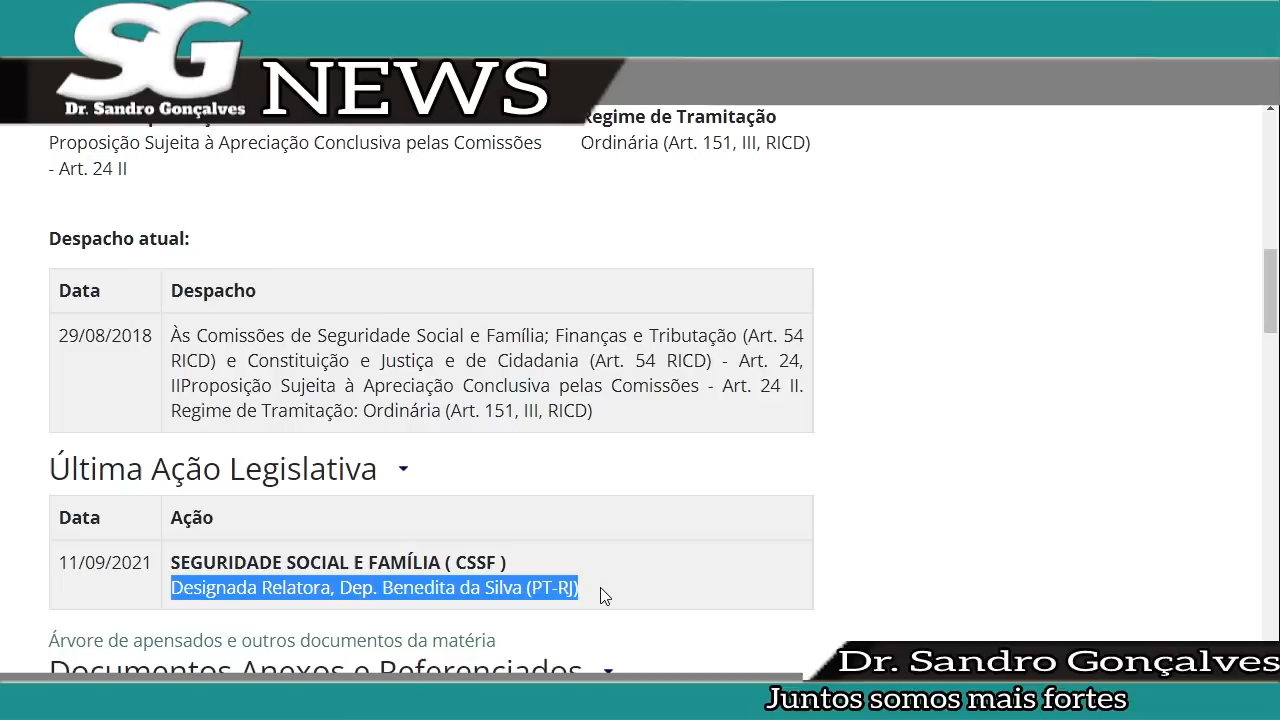 SG
Dr. Sandro Gonçalves
NEWS
Regime de Tramitação
Proposição Sujeita à Apreciação Conclusiva pelas Comissões
- Art. 24 II
Ordinária (Art. 151, III, RICD)
Despacho atual:
Data
Despacho
29/08/2018
Às Comissões de Seguridade Social e Família; Finanças e Tributação (Art. 54
RICD) e Constituição e Justiça e de Cidadania (Art. 54 RICD) - Art. 24,
IIProposição Sujeita à Apreciação Conclusiva pelas Comissões - Art. 24 II.
Regime de Tramitação: Ordinária (Art. 151, III, RICD)
Última Ação Legislativa
Data
Ação
11/09/2021
SEGURIDADE SOCIAL E FAMÍLIA ( CSSF )
Designada Relatora, Dep. Benedita da Silva (PT-RJ)
Árvore de apensados e outros documentos da matéria
Documentos Anexos e Referenciados
Dr. Sandro Gonçalves
Juntos somos mais fortes